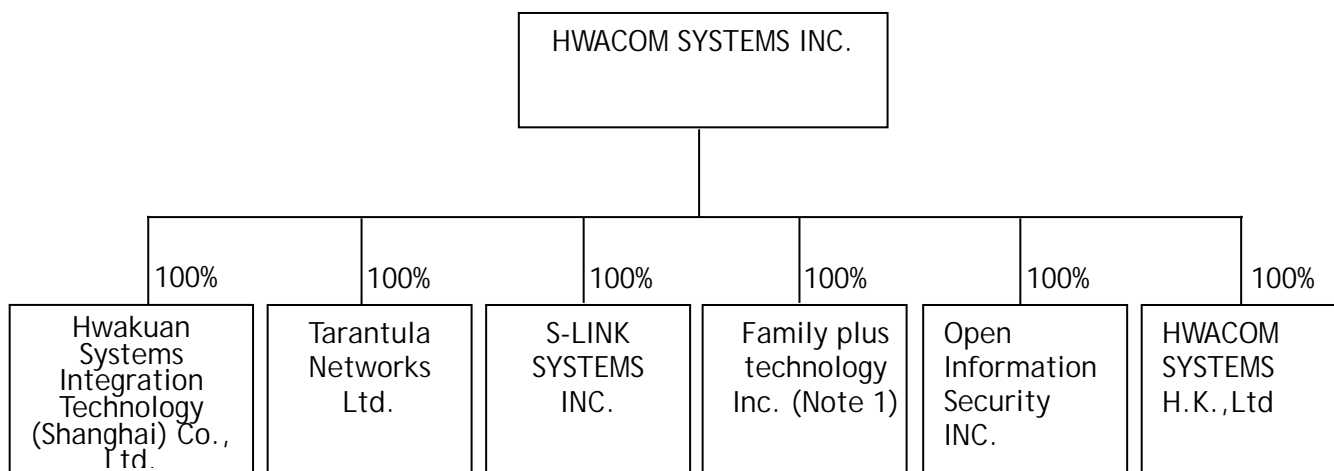 HWACOM SYSTEMS INC.
100%
100%
100%
100%
100%
100%
Hwakuan
Systems
Integration
Technology
(Shanghai) Co.,
Ltd.
Tarantula
Networks
Ltd.
S-LINK
SYSTEMS
INC.
Family plus
technology
Inc. (Note 1)
Open
Information
Security
INC.
HWACOM
SYSTEMS
H.K.,Ltd